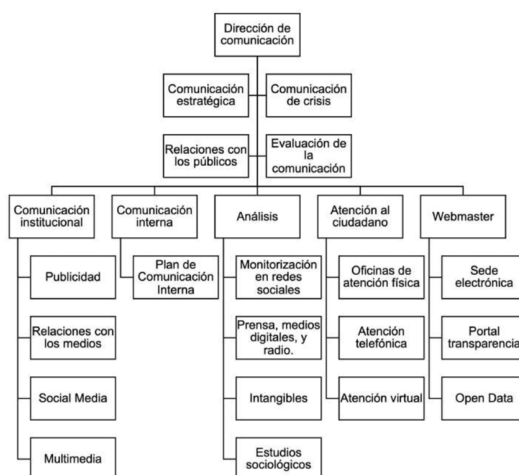 Dirección de
comunicación
Comunicación
estratégica
Comunicación
de crisis
Relaciones con
los públicos
Evaluación de
la
comunicación
Comunicación
institucional
Comunicación
interna
Análisis
Atención al
ciudadano
Webmaster
Publicidad
Plan de
Comunicación
Interna
Monitorización
en redes
sociales
Oficinas de
atención física
Sede
electrónica
Relaciones con
los medios
Prensa, medios
digitales, y
radio.
Atención
telefónica
Portal
transparencia
Social Media
Intangibles
Atención virtual
Open Data
Multimedia
Estudios
sociológicos